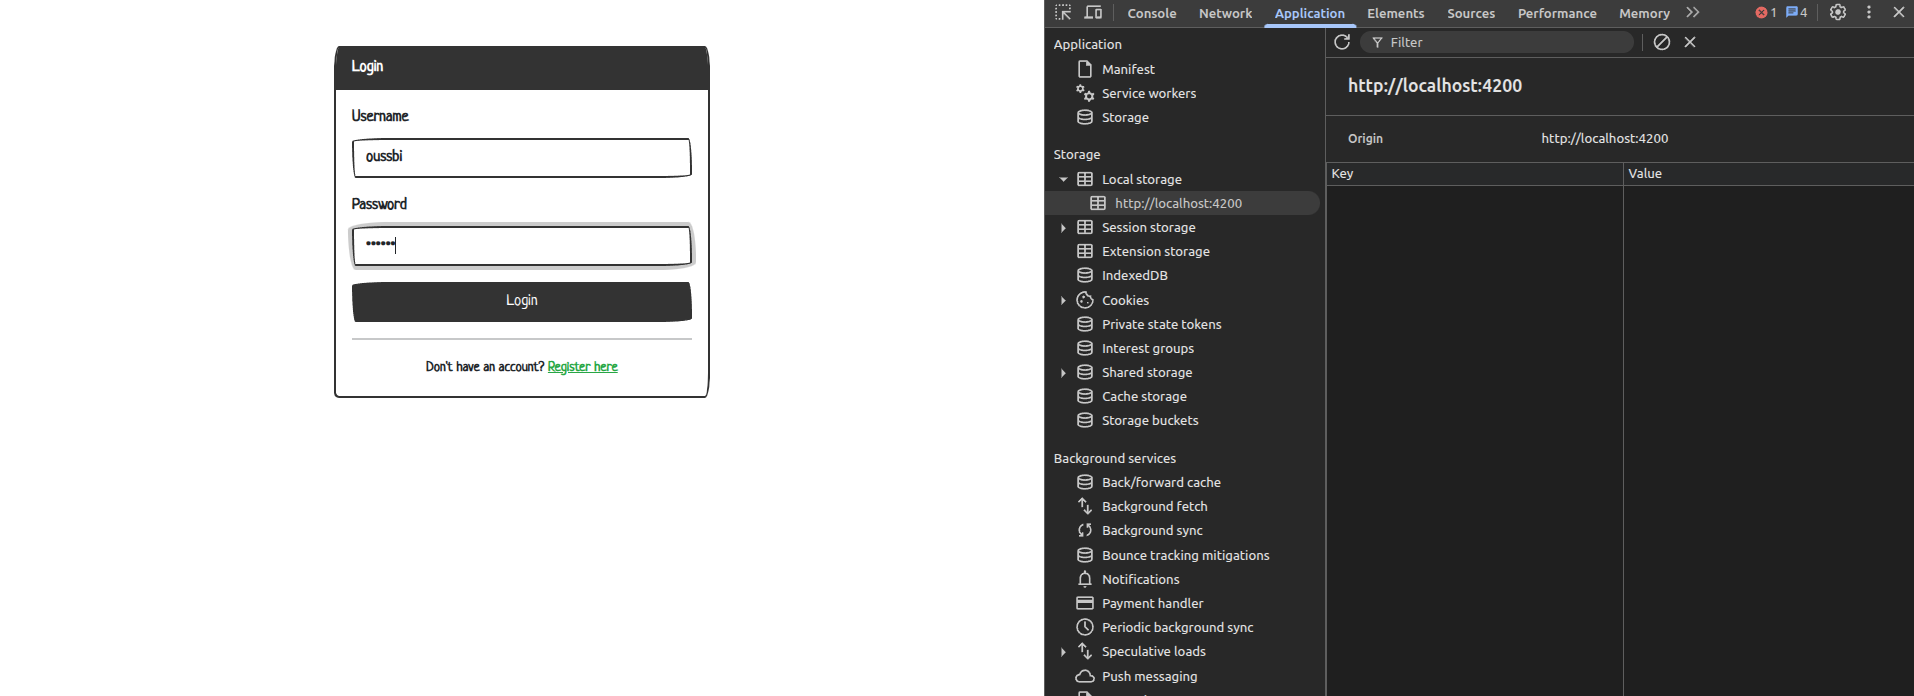 Login
Username
oussbi
Password
••••••
Login
Don't have an account? Register here
Console Network Application Elements Sources Performance Memory 1 4
Application
Manifest
Service workers
Storage
Storage
Local storage
http://localhost:4200
Session storage
Extension storage
IndexedDB
Cookies
Private state tokens
Interest groups
Shared storage
Cache storage
Storage buckets
Background services
Back/forward cache
Background fetch
Background sync
Bounce tracking mitigations
Notifications
Payment handler
Periodic background sync
Speculative loads
Push messaging
Filter
http://localhost:4200
Origin http://localhost:4200
Key Value